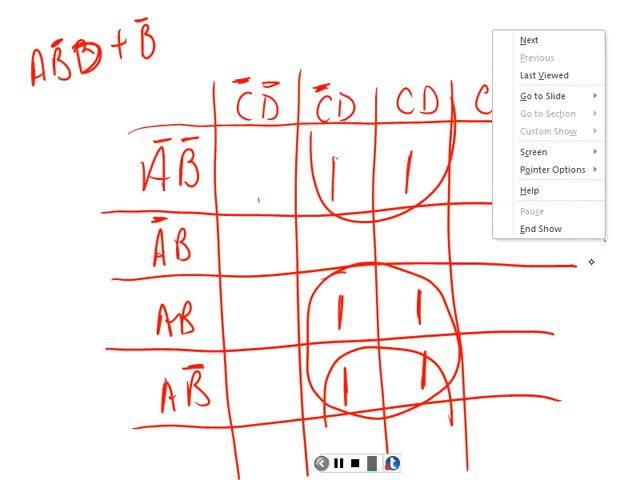 AB̄D + B̄
C̄D̄ C̄D CD C
ĀB̄ 1 1
ĀB
AB 1 1
AB̄ 1 1
Next
Previous
Last Viewed
Go to Slide
Go to Section
Custom Show
Screen
Pointer Options
Help
Pause
End Show